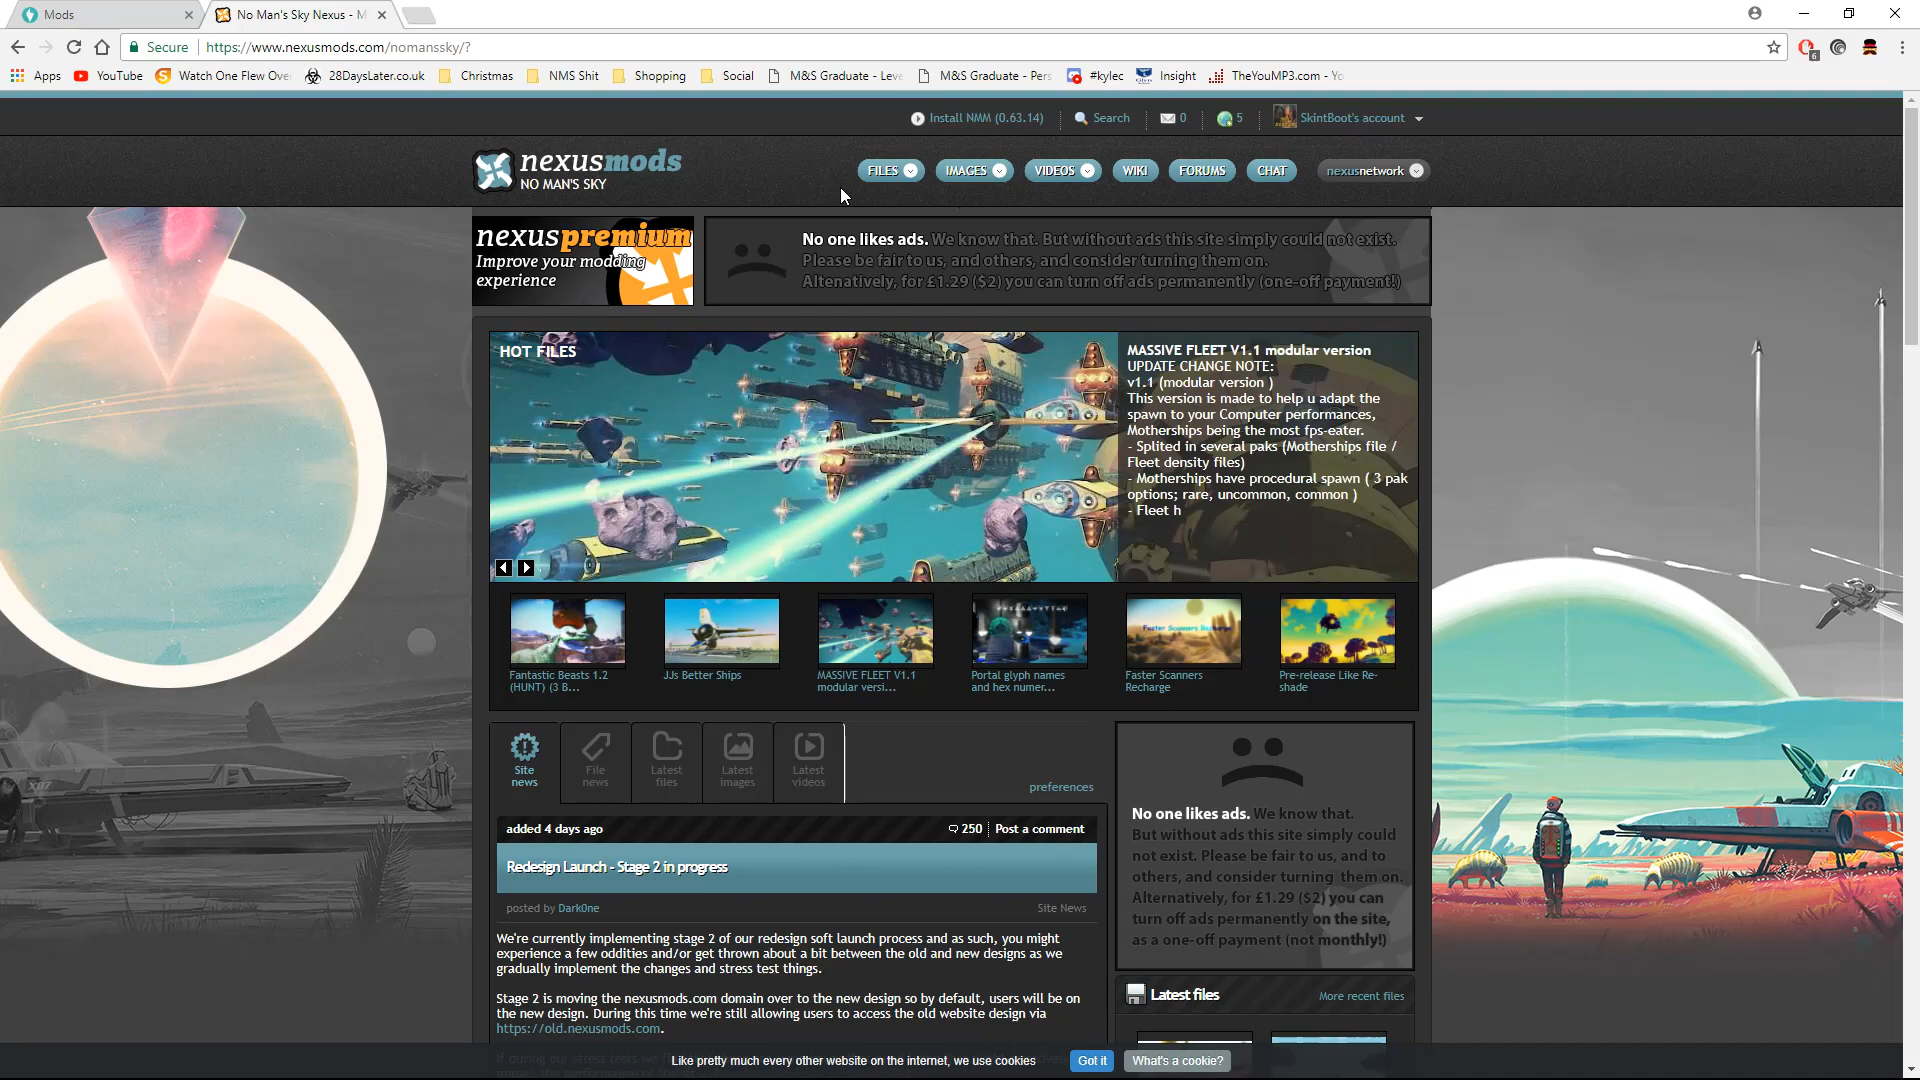 Mods
No Man's Sky Nexus - M
Secure
https://www.nexusmods.com/nomanssky/?
6
Apps
YouTube
Watch One Flew Ove
28DaysLater.co.uk
Christmas
NMS Shit
Shopping
Social
M&S Graduate - Leve
M&S Graduate - Pers
#kylec
Insight
TheYouMP3.com - Yo
Install NMM (0.63.14)
Search
0
5
SkintBoot's account
nexusmods
NO MAN'S SKY
FILES
IMAGES
VIDEOS
WIKI
FORUMS
CHAT
nexusnetwork
nexuspremium
Improve your modding
experience
No one likes ads. We know that. But without ads this site simply could not exist.
Please be fair to us, and others, and consider turning them on.
Altenatively, for £1.29 ($2) you can turn off ads permanently (one-off payment!)
HOT FILES
MASSIVE FLEET V1.1 modular version
UPDATE CHANGE NOTE:
v1.1 (modular version )
This version is made to help u adapt the
spawn to your Computer performances,
Motherships being the most fps-eater.
- Splited in several paks (Motherships file /
Fleet density files)
- Motherships have procedural spawn ( 3 pak
options; rare, uncommon, common )
- Fleet h
Faster Scanners Recharge
Fantastic Beasts 1.2
(HUNT) (3 B...
JJs Better Ships
MASSIVE FLEET V1.1
modular versi...
Portal glyph names
and hex numer...
Faster Scanners
Recharge
Pre-release Like Re-
shade
Site
news
File
news
Latest
files
Latest
images
Latest
videos
preferences
added 4 days ago
250
Post a comment
Redesign Launch - Stage 2 in progress
posted by Dark0ne
Site News
We're currently implementing stage 2 of our redesign soft launch process and as such, you might
experience a few oddities and/or get thrown about a bit between the old and new designs as we
gradually implement the changes and stress test things.
Stage 2 is moving the nexusmods.com domain over to the new design so by default, users will be on
the new design. During this time we're still allowing users to access the old website design via
https://old.nexusmods.com.
No one likes ads. We know that.
But without ads this site simply could
not exist. Please be fair to us, and to
others, and consider turning them on.
Alternatively, for £1.29 ($2) you can
turn off ads permanently on the site,
as a one-off payment (not monthly!)
Latest files
More recent files
Like pretty much every other website on the internet, we use cookies
Got it
What's a cookie?
X87